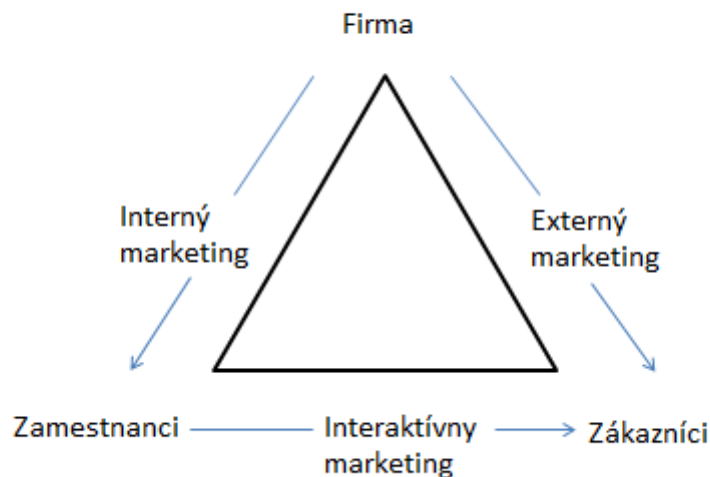 Firma
Interný
marketing
Externý
marketing
Zamestnanci
Interaktívny
marketing
Zákazníci